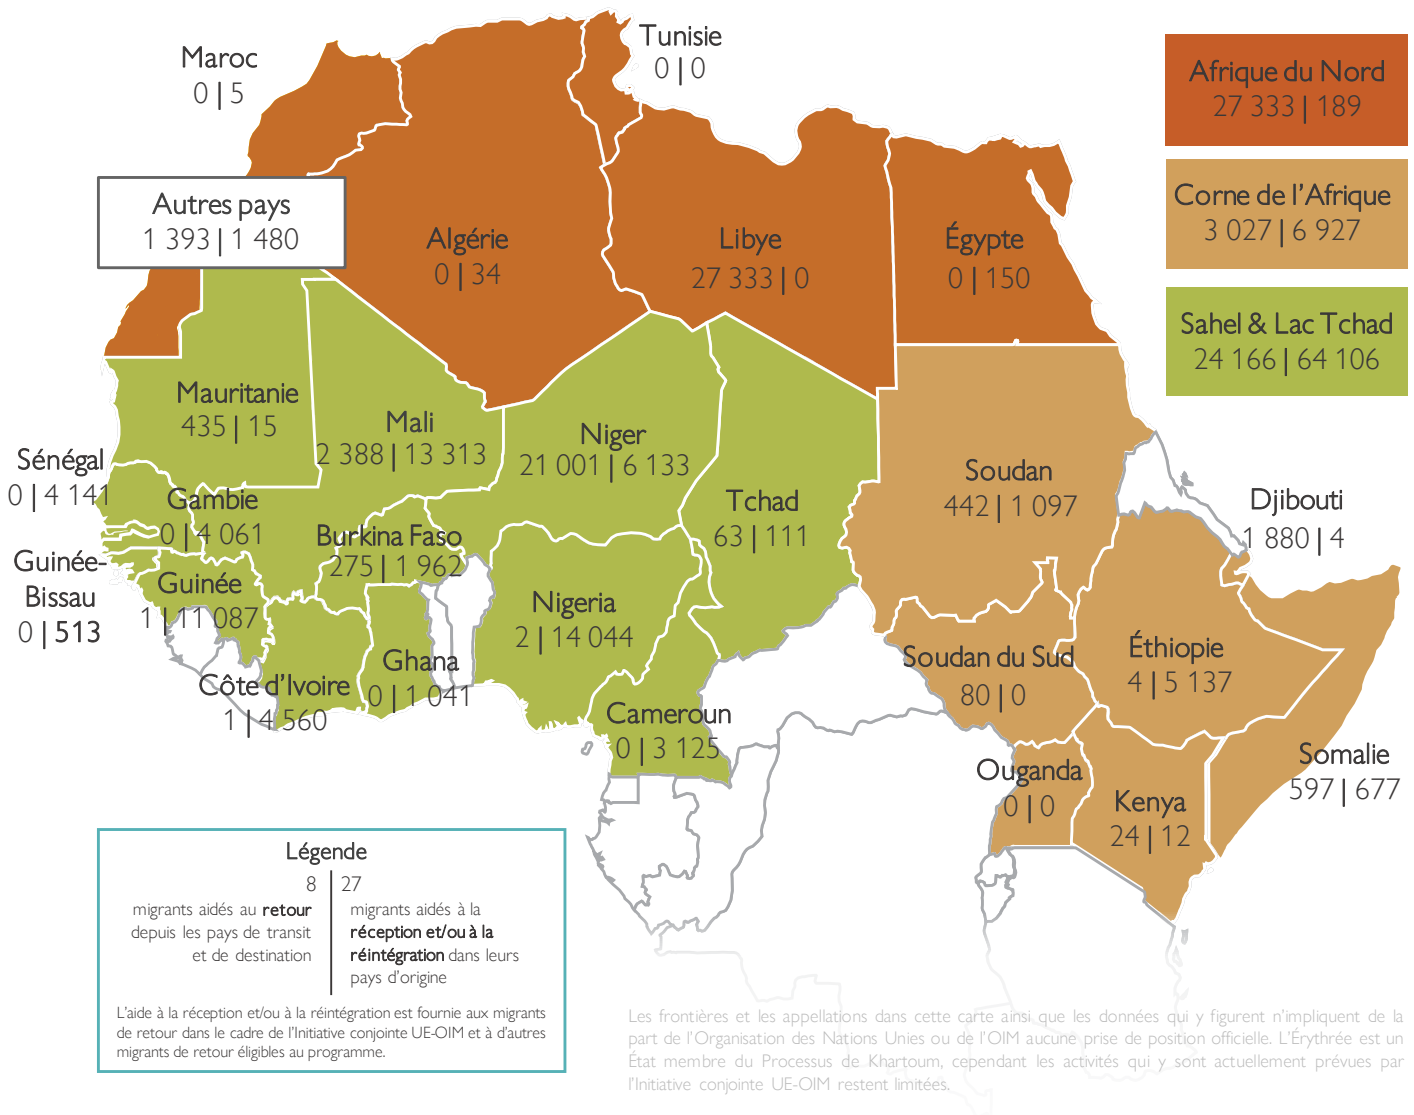 Maroc
0 | 5
Tunisie
0 | 0
Afrique du Nord
27 333 | 189
Corne de l’Afrique
3 027 | 6 927
Sahel & Lac Tchad
24 166 | 64 106
Autres pays
1 393 | 1 480
Algérie
0 | 34
Libye
27 333 | 0
Égypte
0 | 150
Mauritanie
435 | 15
Mali
2 388 | 13 313
Niger
21 001 | 6 133
Tchad
63 | 111
Soudan
442 | 1 097
Djibouti
1 880 | 4
Sénégal
0 | 4 141
Gambie
0 | 4 061
Burkina Faso
275 | 1 962
Guinée-
Bissau
0 | 513
Guinée
1 | 11 087
Nigeria
2 | 14 044
Côte d’Ivoire
1 | 4 560
Ghana
0 | 1 041
Cameroun
0 | 3 125
Soudan du Sud
80 | 0
Éthiopie
4 | 5 137
Ouganda
0 | 0
Kenya
24 | 12
Somalie
597 | 677
Légende
8 | 27
migrants aidés au retour
depuis les pays de transit
et de destination
migrants aidés à la
réception et/ou à la
réintégration dans leurs
pays d’origine
L’aide à la réception et/ou à la réintégration est fournie aux migrants
de retour dans le cadre de l’Initiative conjointe UE-OIM et à d’autres
migrants de retour éligibles au programme.
Les frontières et les appellations dans cette carte ainsi que les données qui y figurent n’impliquent de la
part de l’Organisation des Nations Unies ou de l’OIM aucune prise de position officielle. L’Érythrée est un
État membre du Processus de Khartoum, cependant les activités qui y sont actuellement prévues par
l’Initiative conjointe UE-OIM restent limitées.